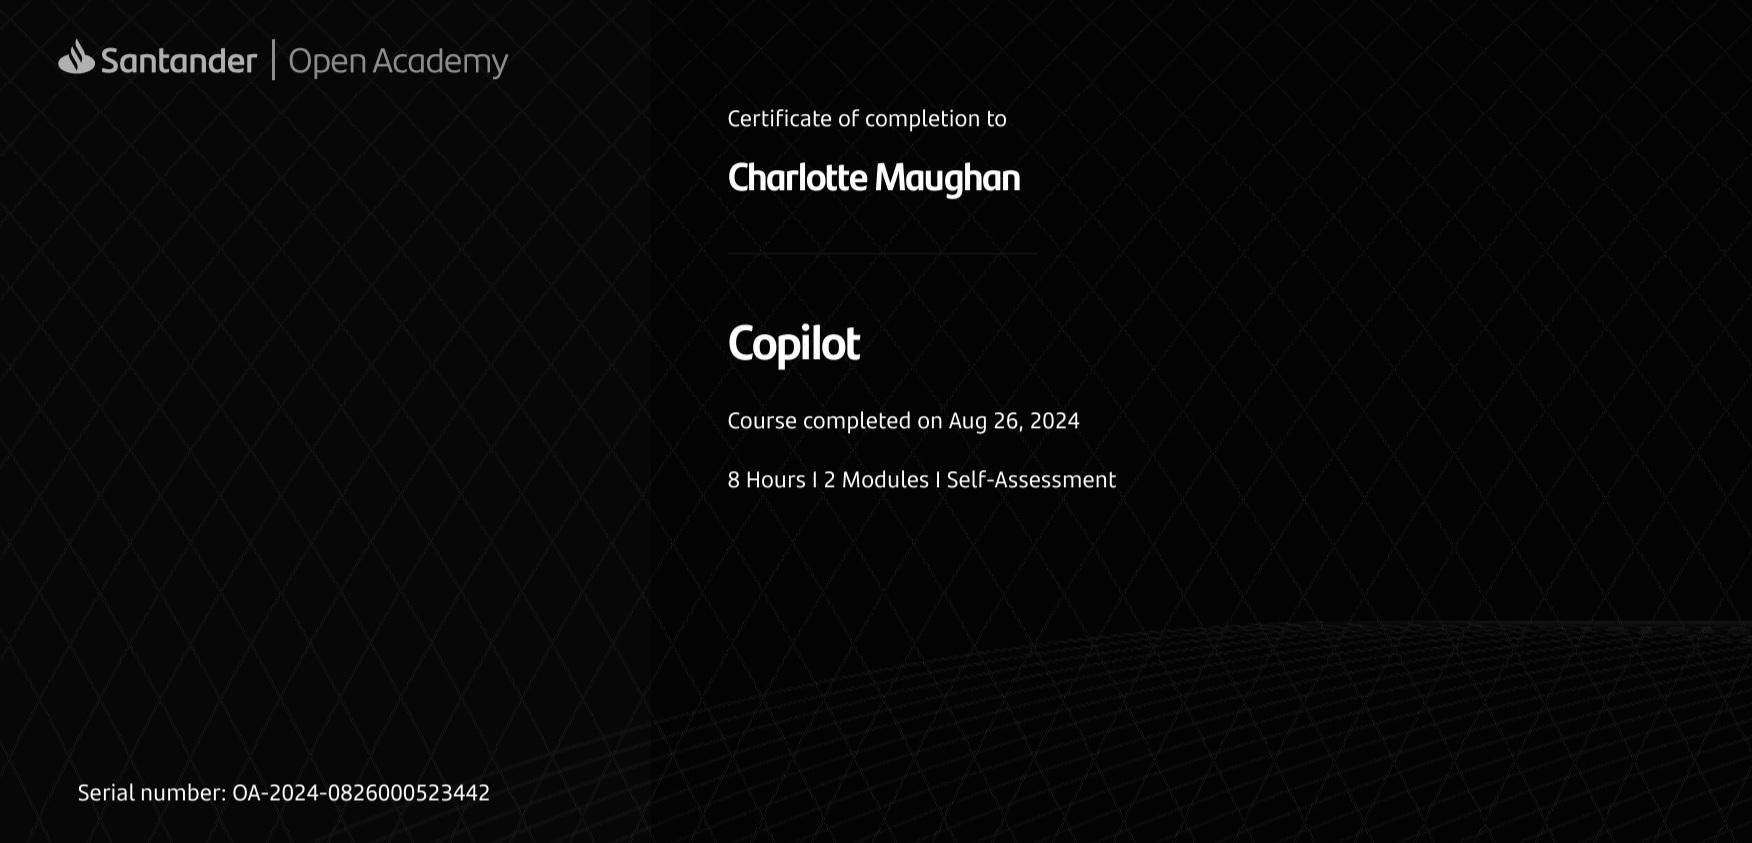 Santander | Open Academy
Certificate of completion to
Charlotte Maughan
Copilot
Course completed on Aug 26, 2024
8 Hours I 2 Modules I Self-Assessment
Serial number: OA-2024-0826000523442